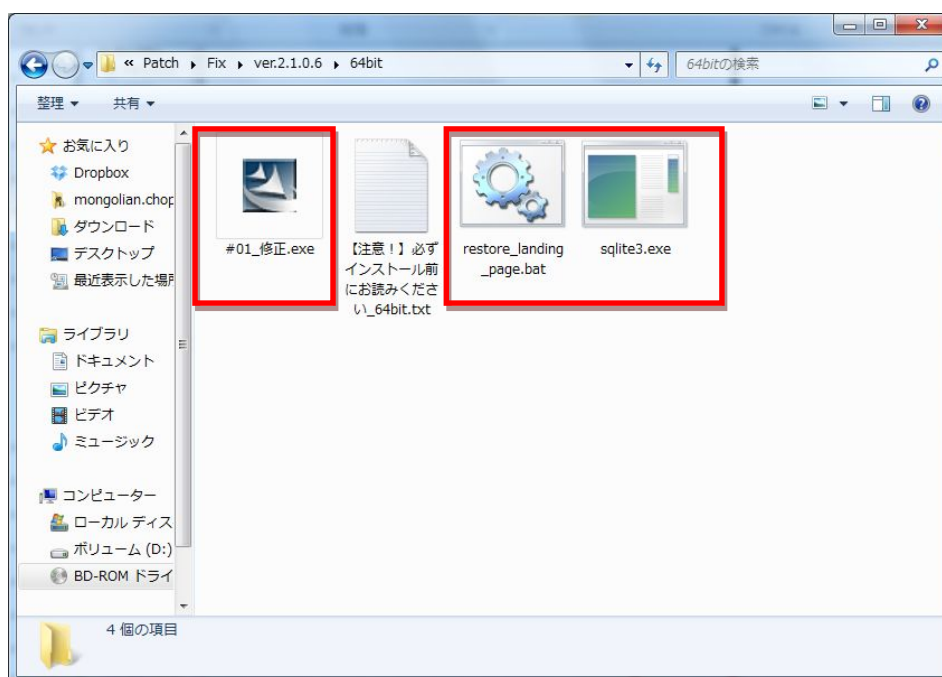 « Patch ▸ Fix ▸ ver.2.1.0.6 ▸ 64bit
64bitの検索
整理 ▼ 共有 ▼
お気に入り
Dropbox
mongolian.chop
ダウンロード
デスクトップ
最近表示した場所
ライブラリ
ドキュメント
ピクチャ
ビデオ
ミュージック
コンピューター
ローカル ディス
ボリューム (D:)
BD-ROM ドライ
#01_修正.exe
【注意！】必ず
インストール前
にお読みくださ
い_64bit.txt
restore_landing
_page.bat
sqlite3.exe
4 個の項目